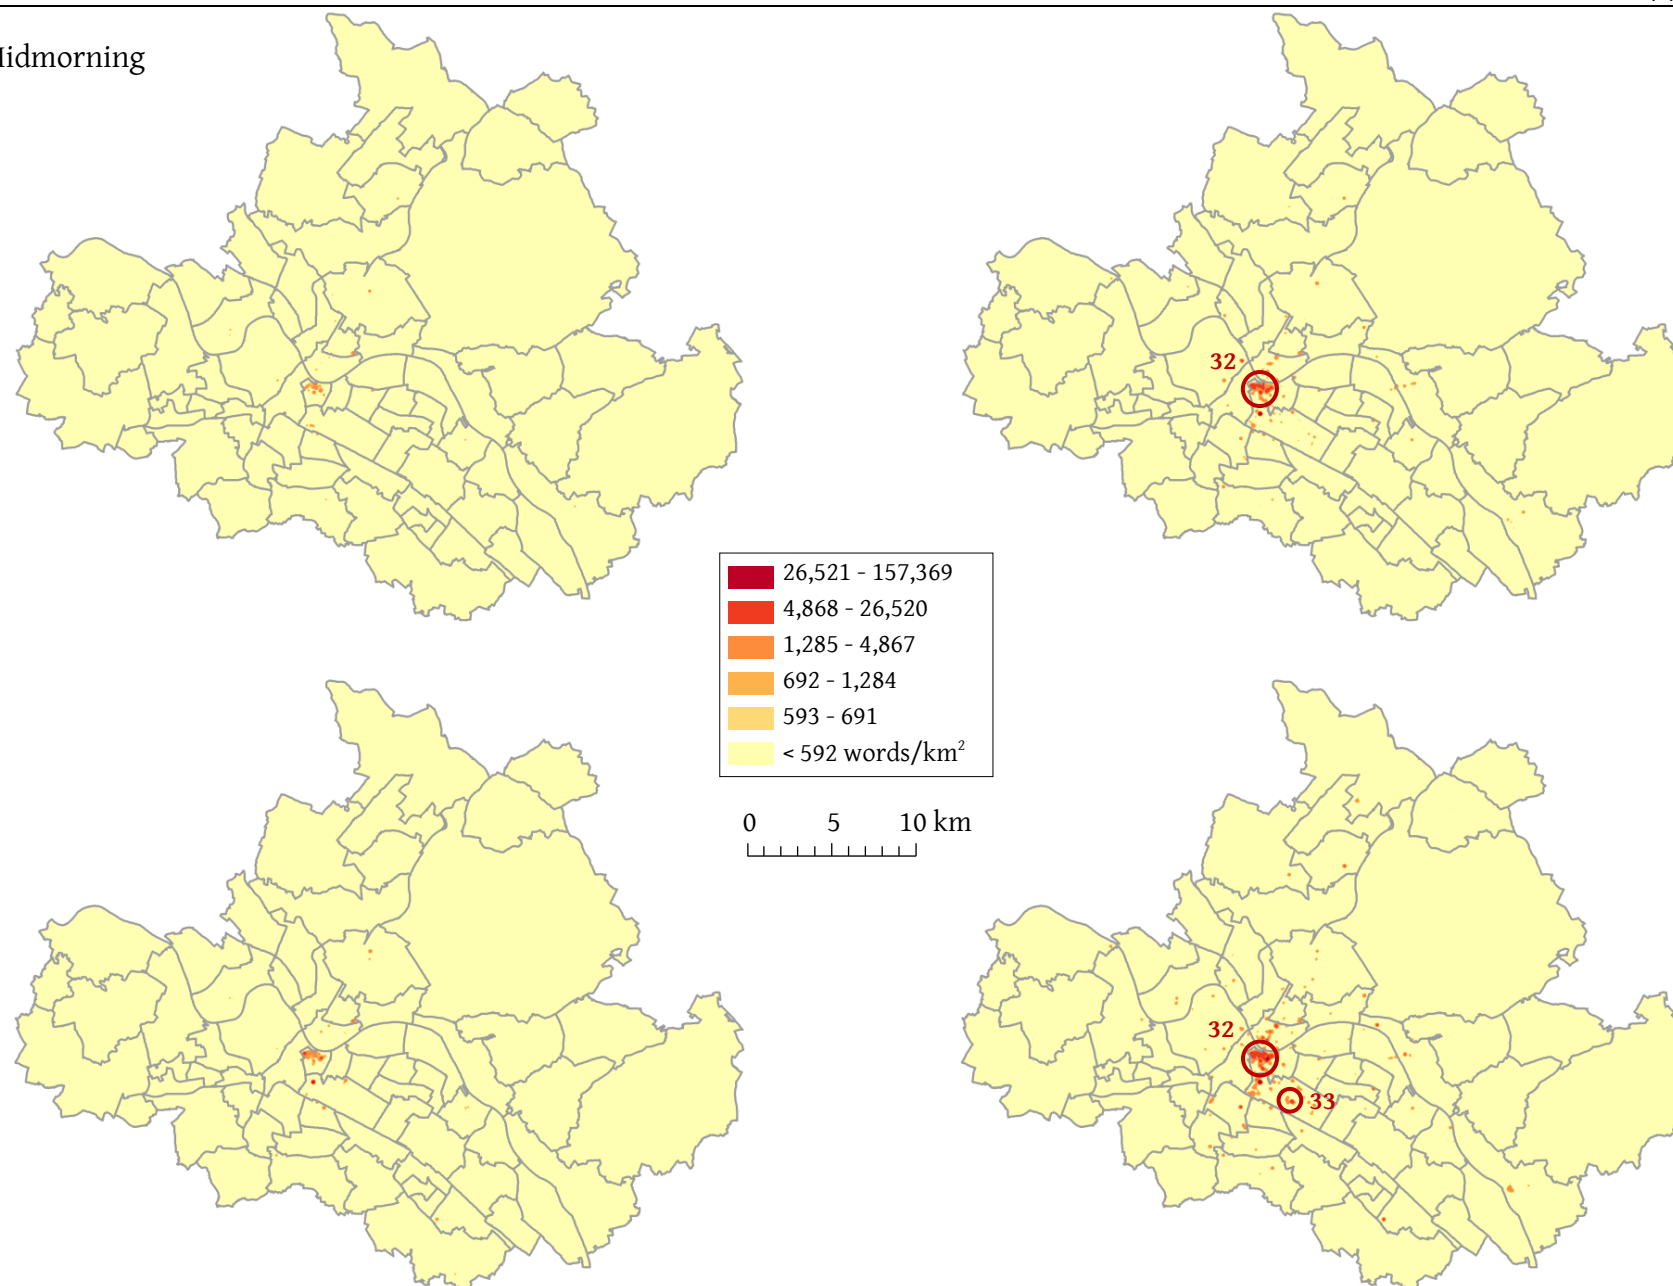 idmorning
32
26,521 - 157,369
4,868 - 26,520
1,285 - 4,867
692 - 1,284
593 - 691
< 592 words/km²
0 5 10 km
32
33